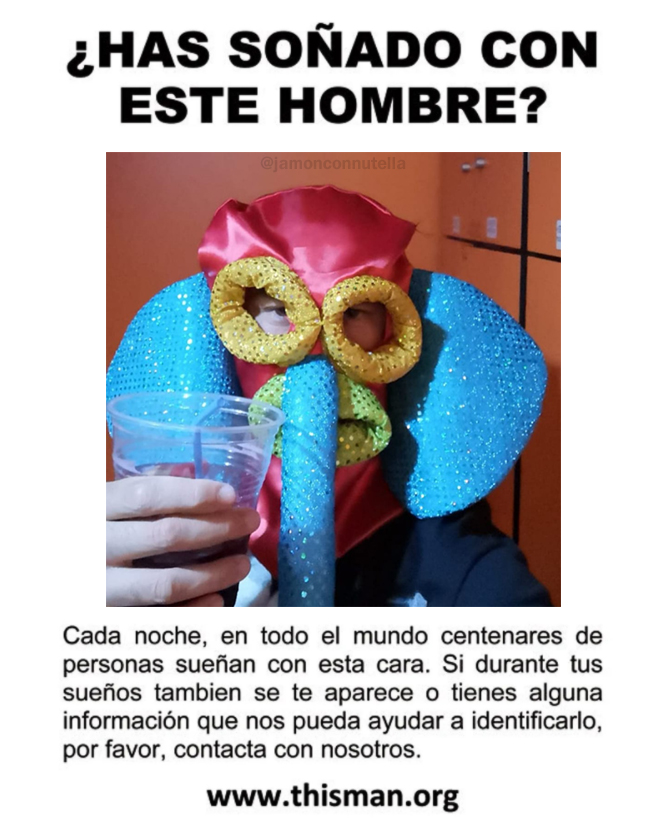 ¿HAS SOÑADO CON
ESTE HOMBRE?
@jamonconnutella
Cada noche, en todo el mundo centenares de
personas sueñan con esta cara. Si durante tus
sueños tambien se te aparece o tienes alguna
información que nos pueda ayudar a identificarlo,
por favor, contacta con nosotros.
www.thisman.org